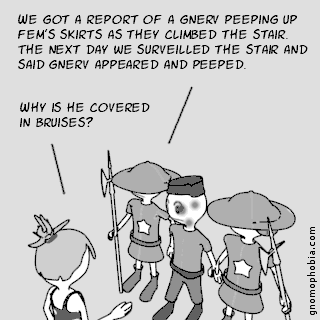 WE GOT A REPORT OF A GNERV PEEPING UP
FEM'S SKIRTS AS THEY CLIMBED THE STAIR.
THE NEXT DAY WE SURVEILLED THE STAIR AND
SAID GNERV APPEARED AND PEEPED.
WHY IS HE COVERED
IN BRUISES?
gnomophobia.com